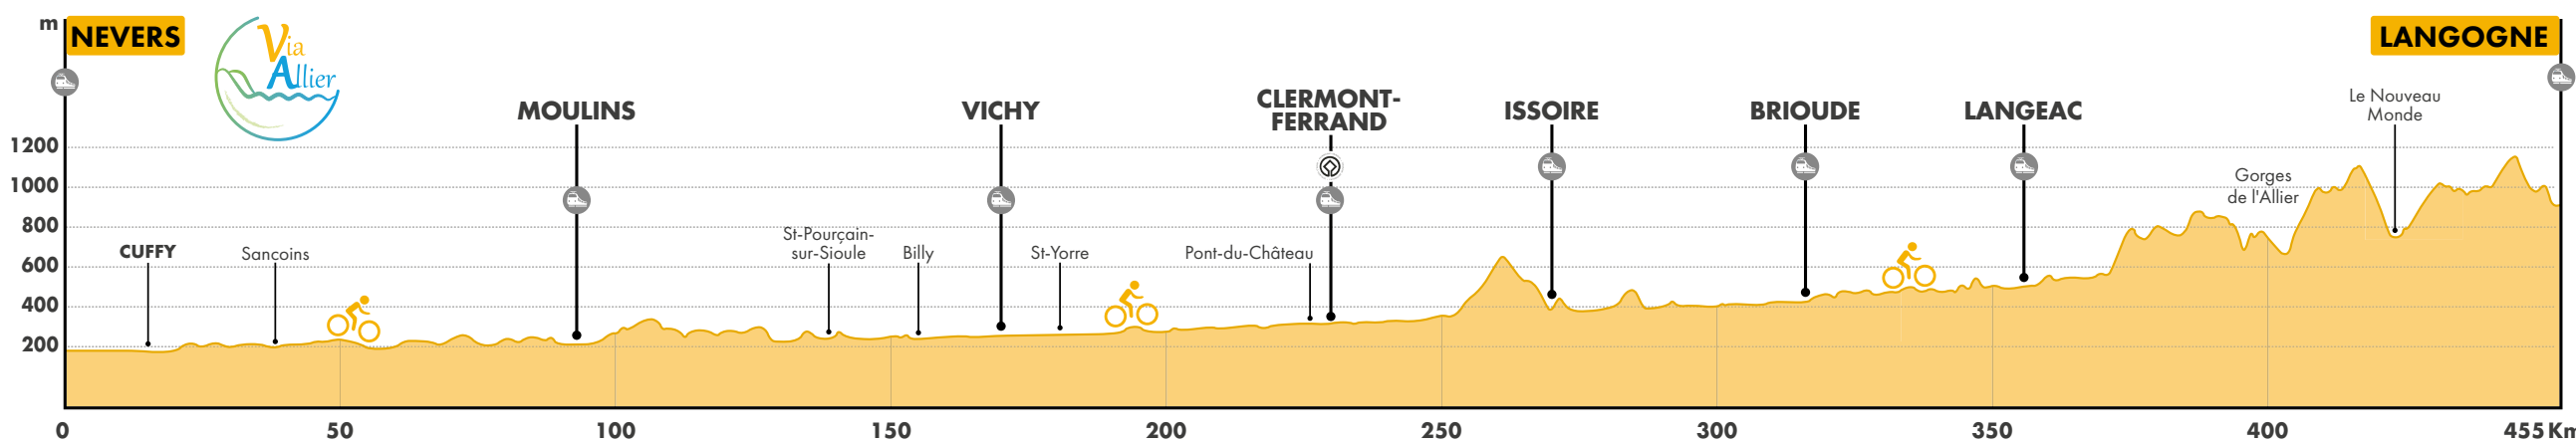 m
NEVERS
Via
Allier
LANGOGNE
MOULINS
VICHY
CLERMONT-
FERRAND
ISSOIRE
BRIOUDE
LANGEAC
Le Nouveau
Monde
1200
1000
800
600
400
200
Gorges
de l'Allier
CUFFY
Sancoins
St-Pourçain-
sur-Sioule
Billy
St-Yorre
Pont-du-Château
0
50
100
150
200
250
300
350
400
455 Km